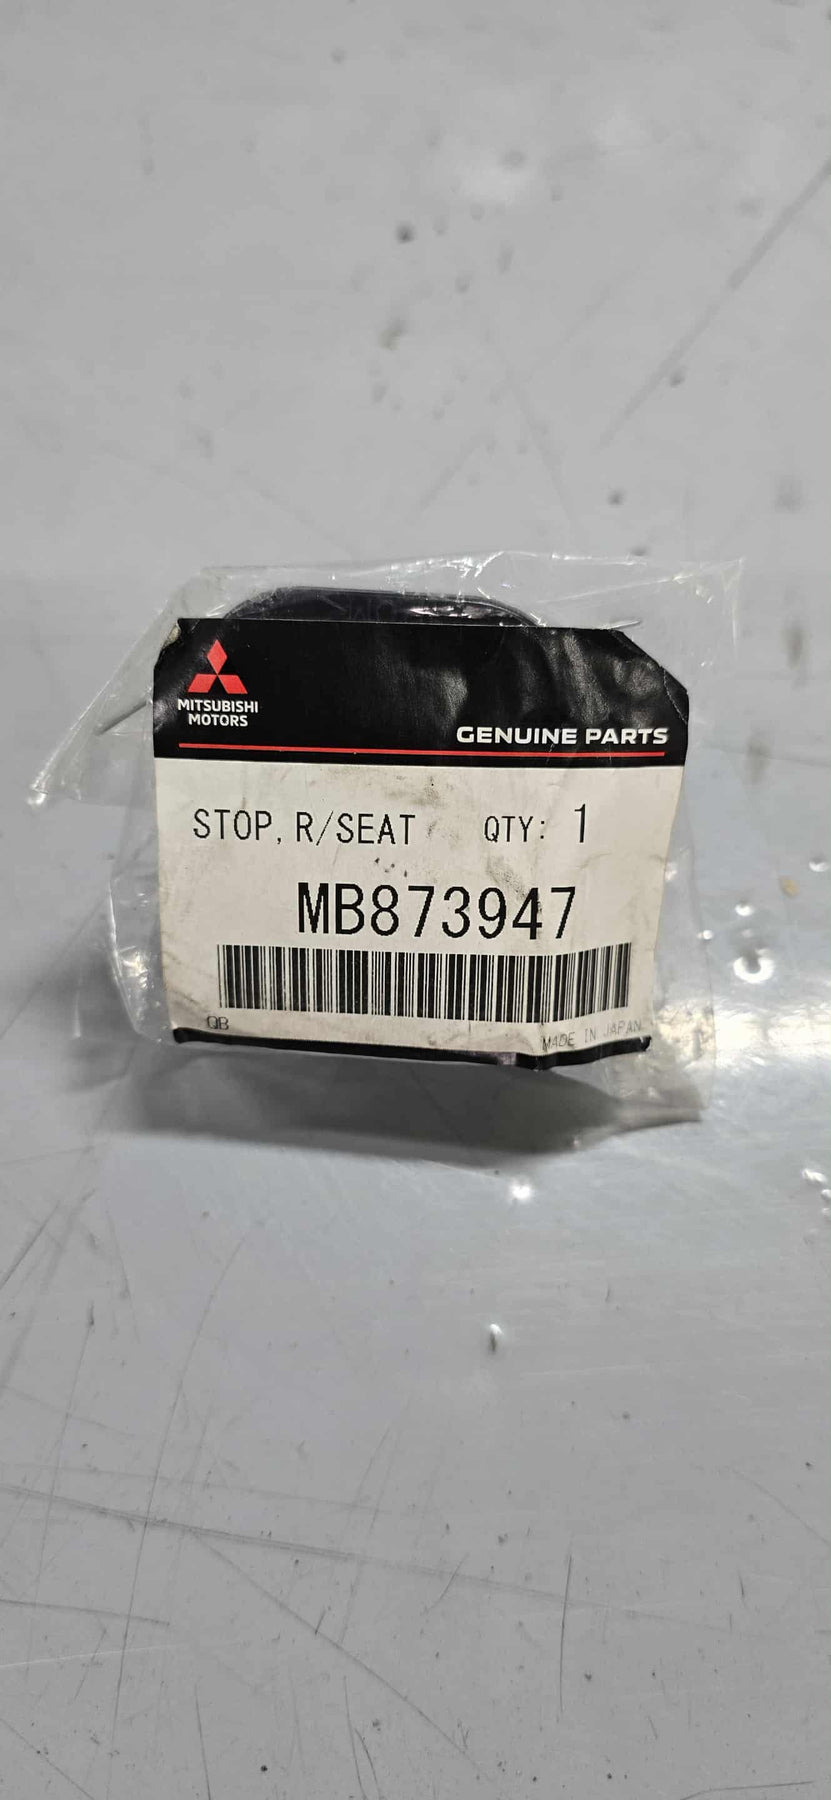 MITSUBISHI
MOTORS
GENUINE PARTS
STOP, R/SEAT QTY: 1
MB873947
QB
MADE IN JAPAN